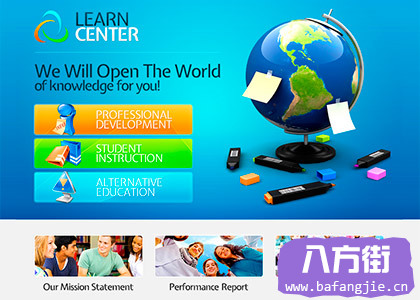 LEARN
CENTER
We Will Open The World
of knowledge for you!
PROFESSIONAL
DEVELOPMENT
STUDENT
INSTRUCTION
ALTERNATIVE
EDUCATION
Our Mission Statement
Performance Report
八方街
www.bafangjie.cn